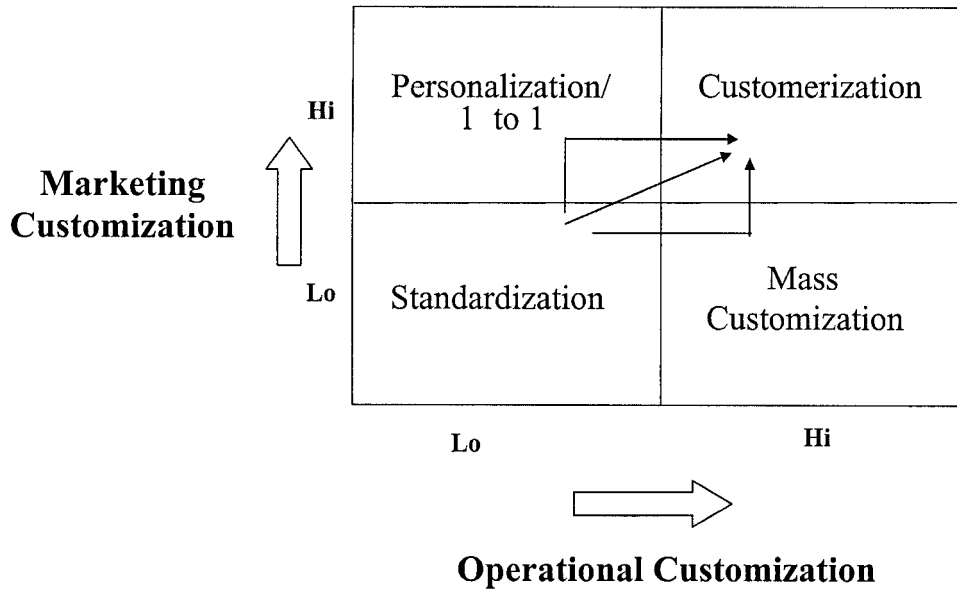 Personalization/
1 to 1
Customerization
Hi
Marketing
Customization
Lo
Standardization
Mass
Customization
Lo
Hi
Operational Customization